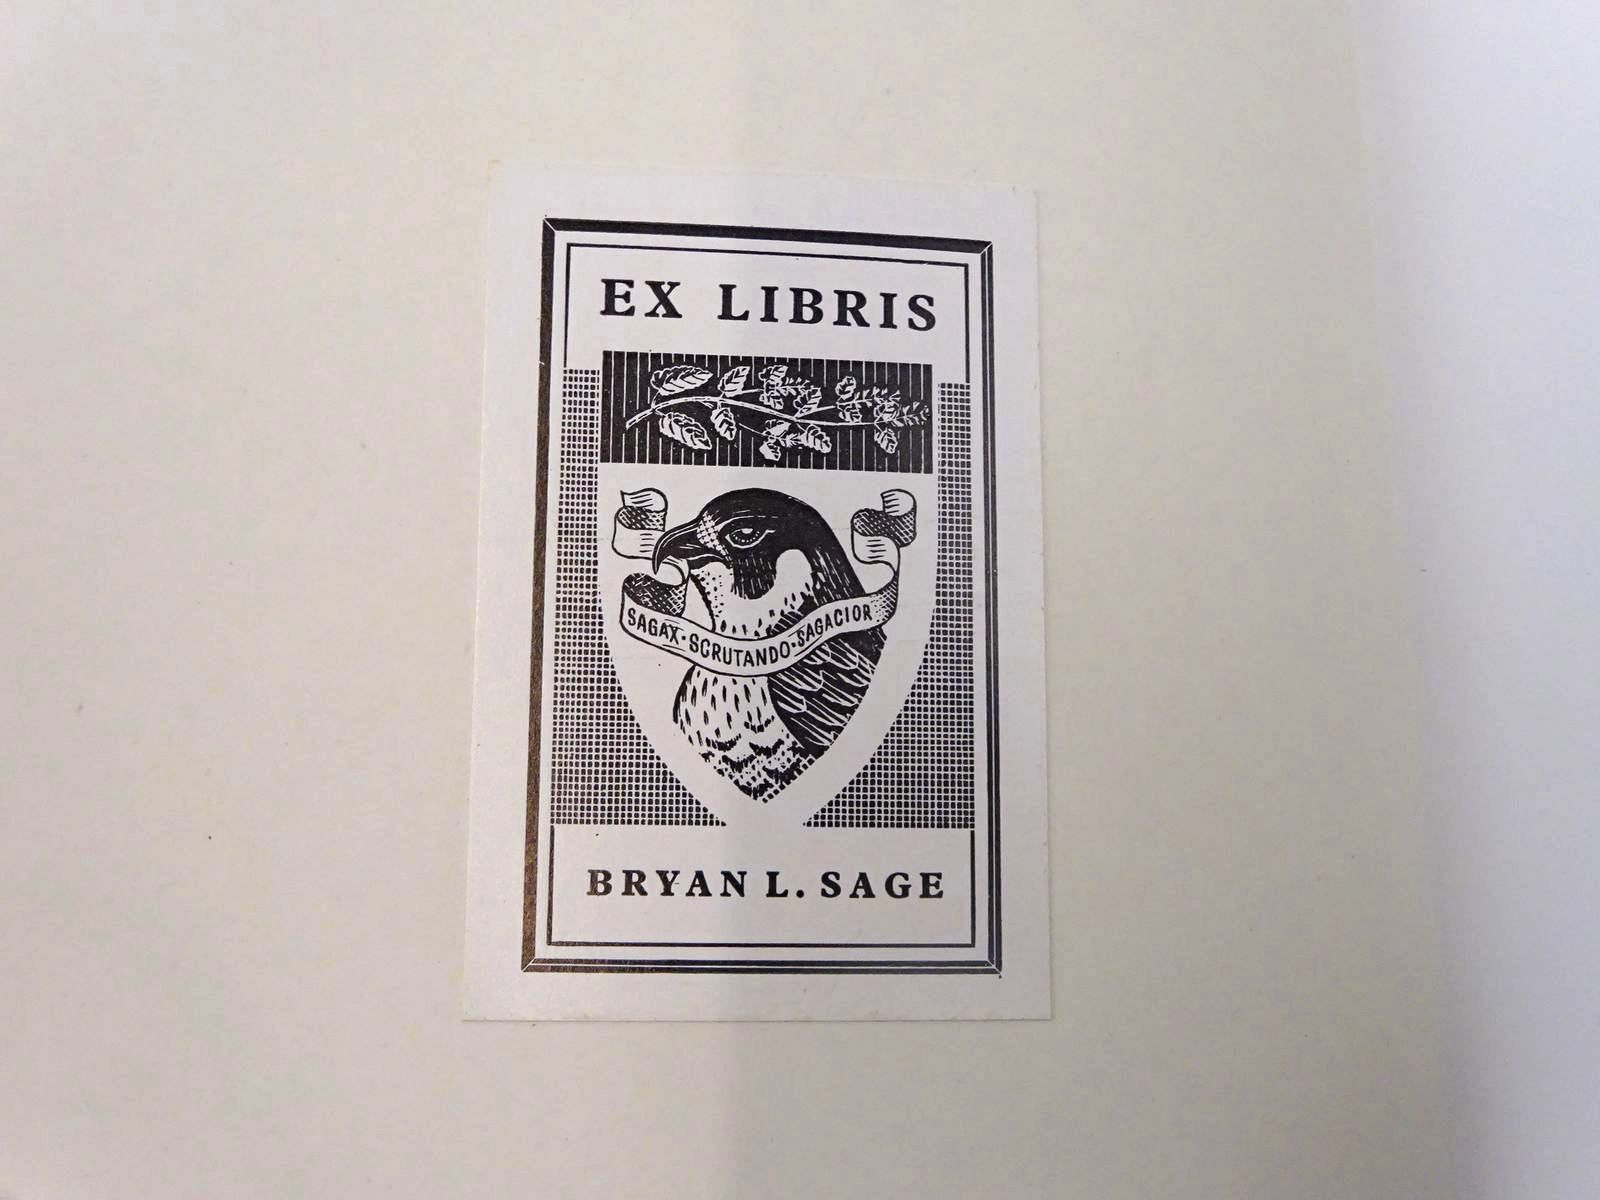 EX LIBRIS
SAGAX·SCRUTANDO·SAGACIOR
BRYAN L. SAGE